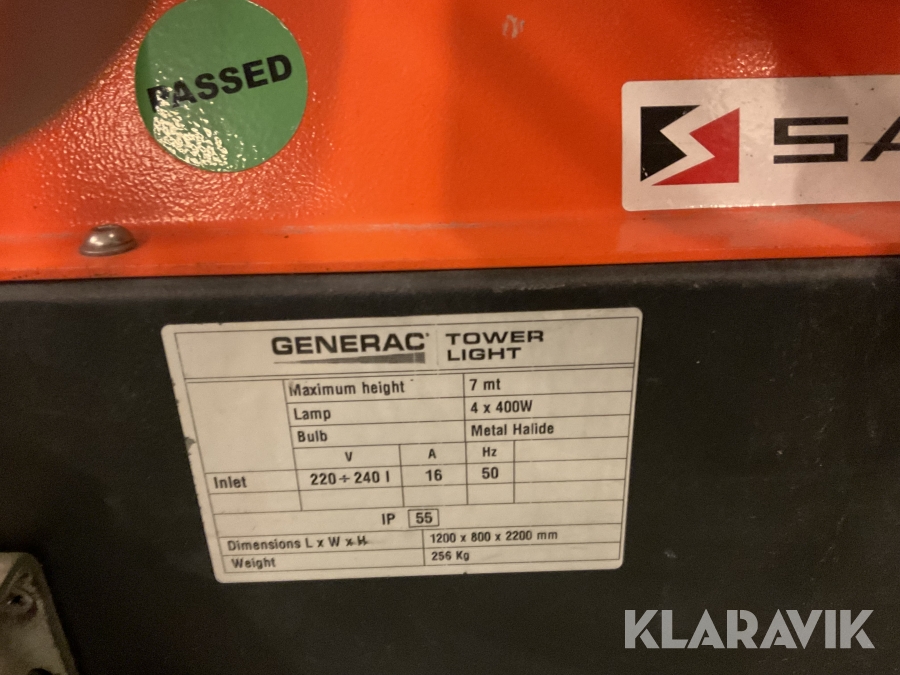 PASSED
SA
GENERAC TOWER LIGHT
Maximum height 7 mt
Lamp 4 x 400W
Bulb Metal Halide
V A Hz
Inlet 220 ÷ 240 I 16 50
IP 55
Dimensions L x W x H 1200 x 800 x 2200 mm
Weight 256 Kg
KLARAVIK